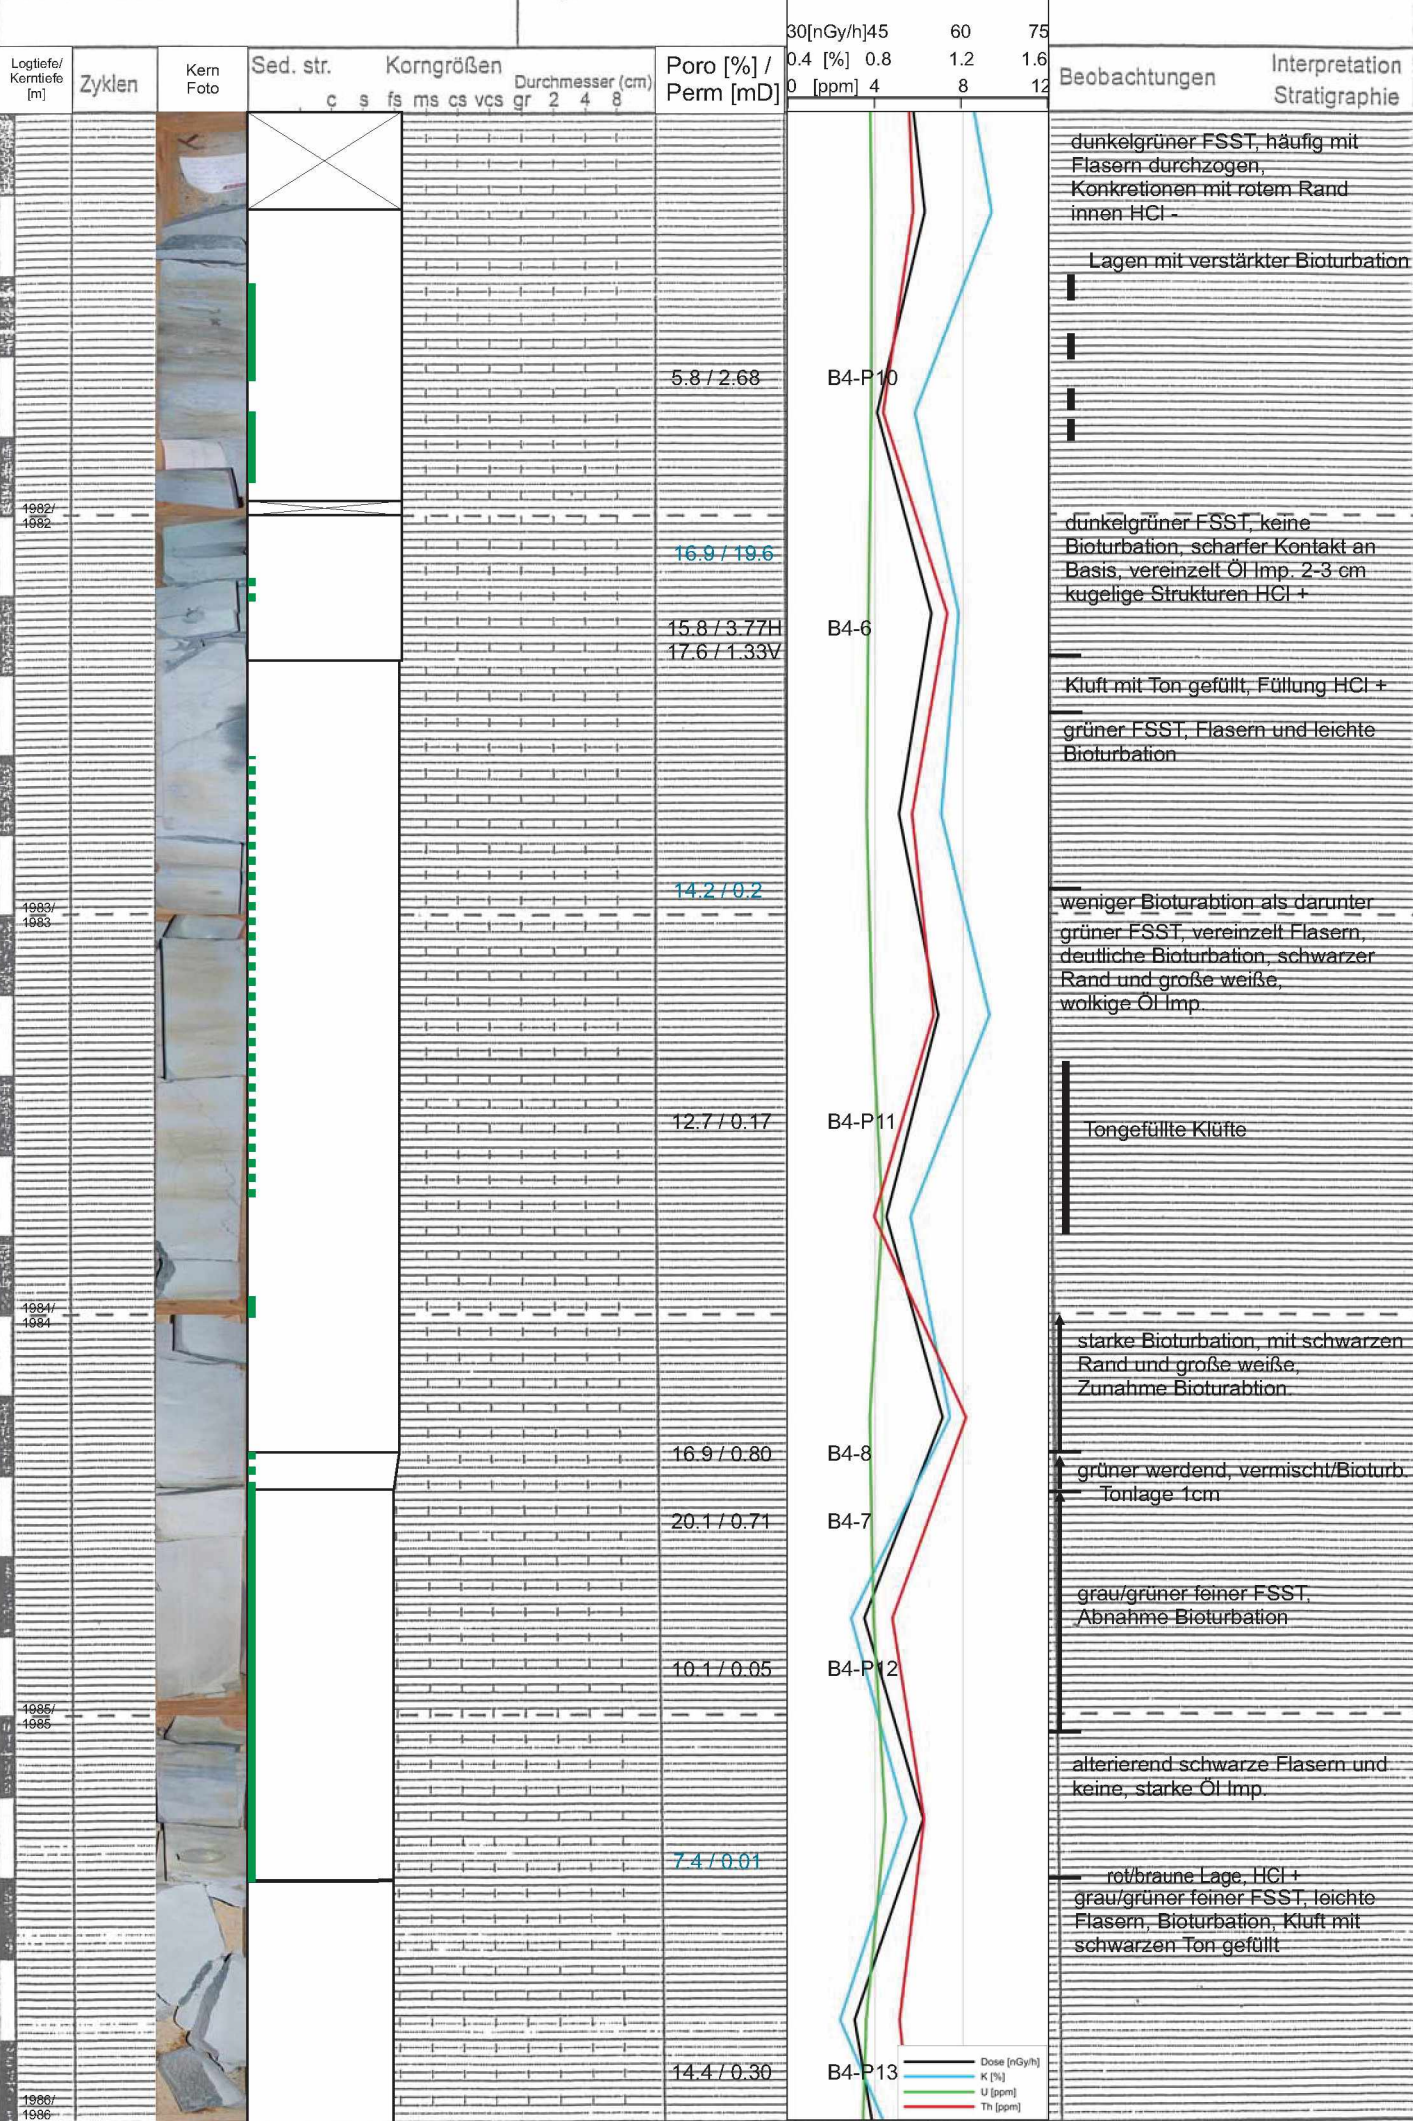 30[nGy/h]45 60 75
0.4 [%] 0.8 1.2 1.6
0 [ppm] 4 8 12
Logtiefe/
Kerntiefe
[m]
Zyklen
Kern
Foto
Sed. str.
Korngrößen
Durchmesser (cm)
c s fs ms cs vcs gr 2 4 8
Poro [%] /
Perm [mD]
Beobachtungen
Interpretation
Stratigraphie
dunkelgrüner FSST, häufig mit
Flasern durchzogen,
Konkretionen mit rotem Rand
innen HCl -
Lagen mit verstärkter Bioturbation
5.8 / 2.68 B4-P10
1982/
1982
dunkelgrüner FSST, keine
Bioturbation, scharfer Kontakt an
Basis, vereinzelt Öl Imp. 2-3 cm
kugelige Strukturen HCl +
16.9 / 19.6
15.8 / 3.77H B4-6
17.6 / 1.33V
Kluft mit Ton gefüllt, Füllung HCl +
grüner FSST, Flasern und leichte
Bioturbation
14.2 / 0.2
1983/
1983
weniger Bioturabtion als darunter
grüner FSST, vereinzelt Flasern,
deutliche Bioturbation, schwarzer
Rand und große weiße,
wolkige Öl Imp.
12.7 / 0.17 B4-P11
Tongefüllte Klüfte
1984/
1984
starke Bioturbation, mit schwarzen
Rand und große weiße,
Zunahme Bioturabtion.
16.9 / 0.80 B4-8
grüner werdend, vermischt/Bioturb.
Tonlage 1cm
20.1 / 0.71 B4-7
grau/grüner feiner FSST,
Abnahme Bioturbation
10.1 / 0.05 B4-P12
1985/
1985
alterierend schwarze Flasern und
keine, starke Öl Imp.
7.4 / 0.01
rot/braune Lage, HCl +
grau/grüner feiner FSST, leichte
Flasern, Bioturbation, Kluft mit
schwarzen Ton gefüllt
14.4 / 0.30 B4-P13
Dose [nGy/h]
K [%]
U [ppm]
Th [ppm]
1986/
1986